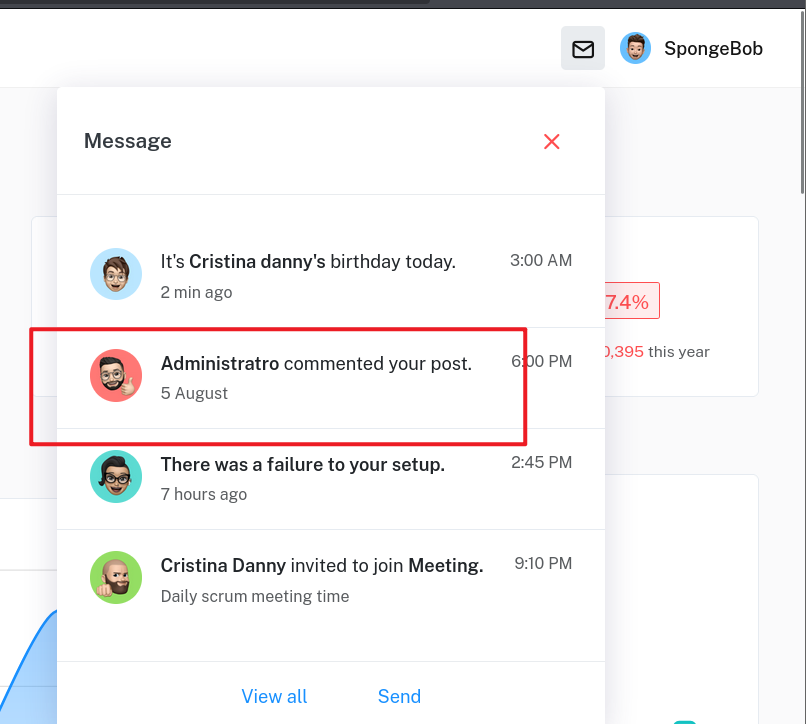 SpongeBob
Message
It's Cristina danny's birthday today.
3:00 AM
2 min ago
7.4%
Administratro commented your post.
6:00 PM
0,395 this year
5 August
There was a failure to your setup.
2:45 PM
7 hours ago
Cristina Danny invited to join Meeting.
9:10 PM
Daily scrum meeting time
View all
Send